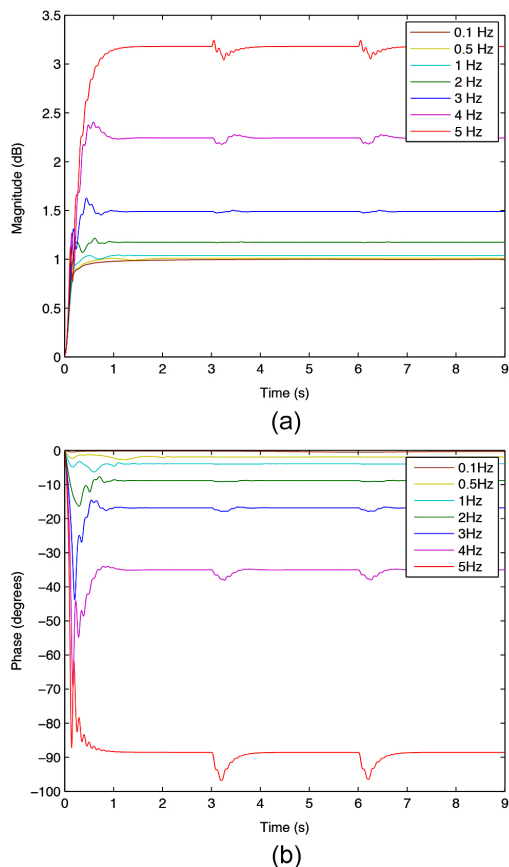 3.5
3
2.5
2
1.5
1
0.5
0
Magnitude (dB)
0.1 Hz
0.5 Hz
1 Hz
2 Hz
3 Hz
4 Hz
5 Hz
0 1 2 3 4 5 6 7 8 9
Time (s)
(a)
0
−10
−20
−30
−40
−50
−60
−70
−80
−90
−100
Phase (degrees)
0.1Hz
0.5Hz
1Hz
2Hz
3Hz
4Hz
5Hz
0 1 2 3 4 5 6 7 8 9
Time (s)
(b)